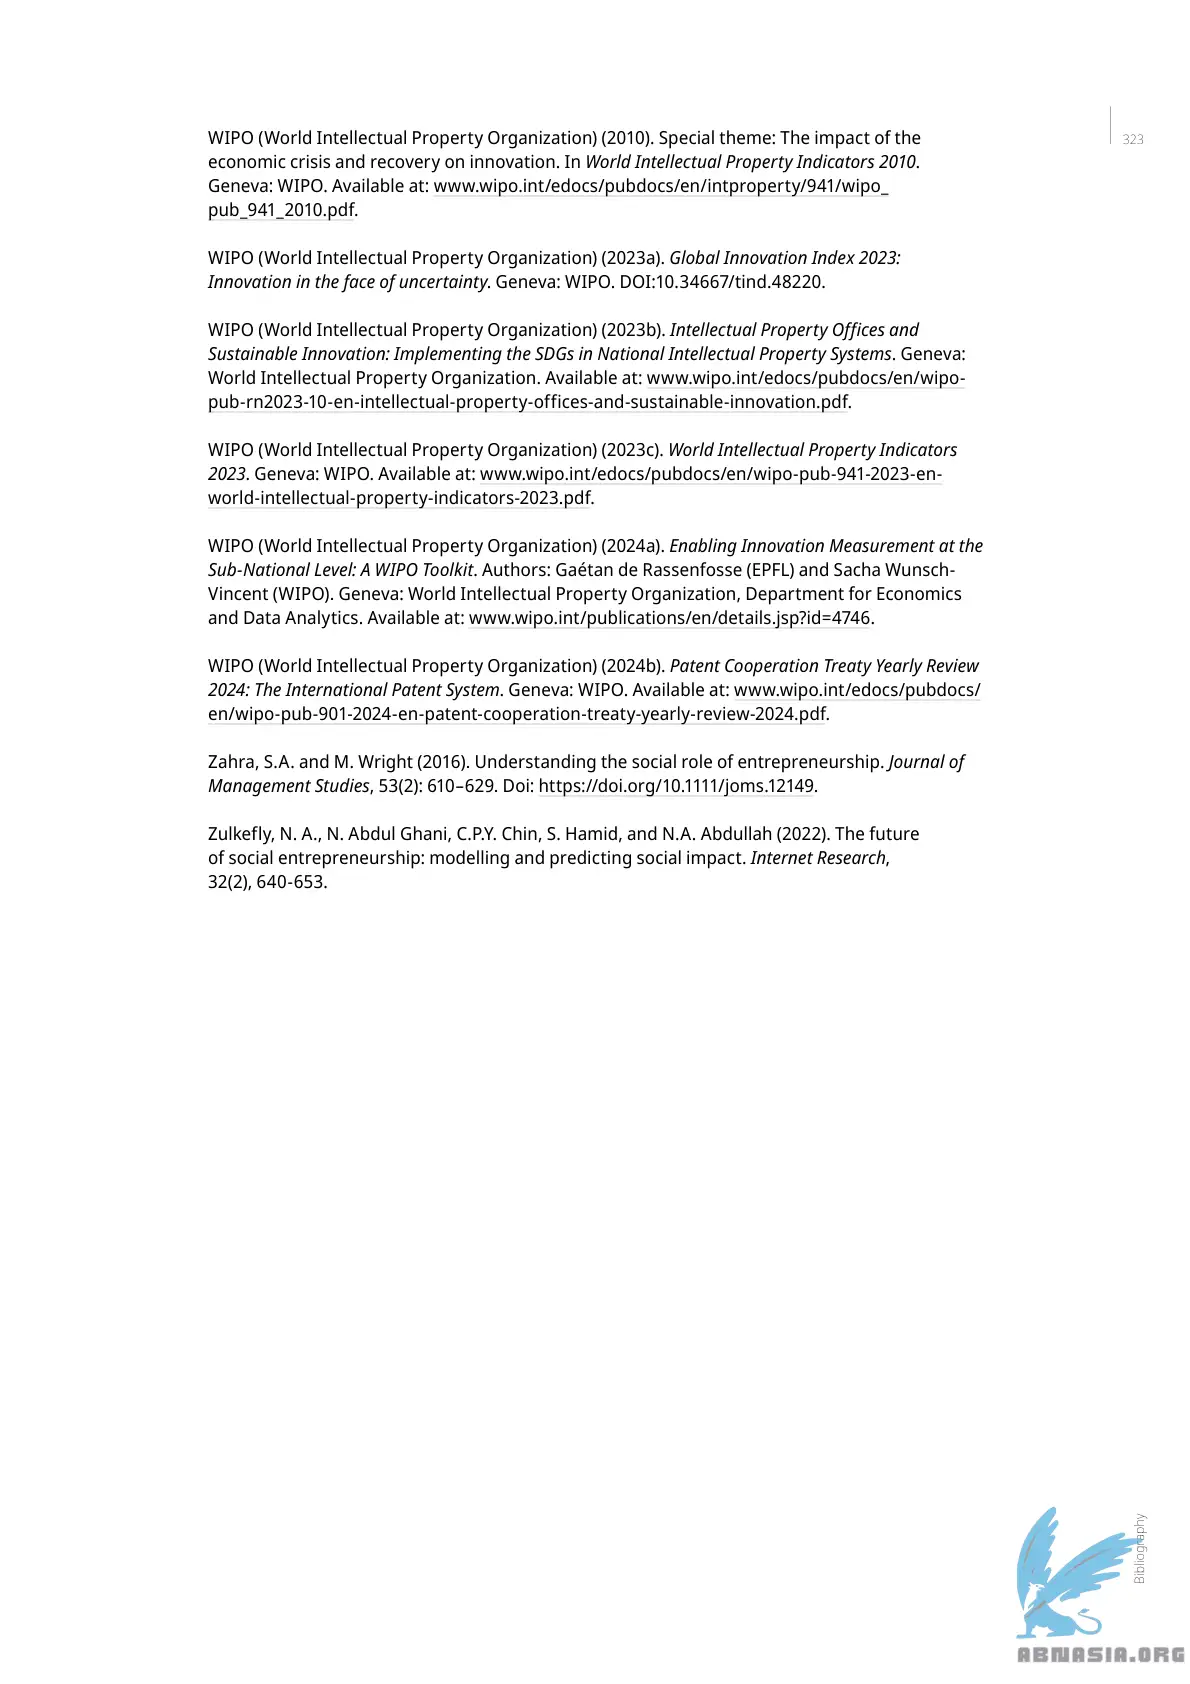 323
WIPO (World Intellectual Property Organization) (2010). Special theme: The impact of the
economic crisis and recovery on innovation. In World Intellectual Property Indicators 2010.
Geneva: WIPO. Available at: www.wipo.int/edocs/pubdocs/en/intproperty/941/wipo_
pub_941_2010.pdf.
WIPO (World Intellectual Property Organization) (2023a). Global Innovation Index 2023:
Innovation in the face of uncertainty. Geneva: WIPO. DOI:10.34667/tind.48220.
WIPO (World Intellectual Property Organization) (2023b). Intellectual Property Offices and
Sustainable Innovation: Implementing the SDGs in National Intellectual Property Systems. Geneva:
World Intellectual Property Organization. Available at: www.wipo.int/edocs/pubdocs/en/wipo-
pub-rn2023-10-en-intellectual-property-offices-and-sustainable-innovation.pdf.
WIPO (World Intellectual Property Organization) (2023c). World Intellectual Property Indicators
2023. Geneva: WIPO. Available at: www.wipo.int/edocs/pubdocs/en/wipo-pub-941-2023-en-
world-intellectual-property-indicators-2023.pdf.
WIPO (World Intellectual Property Organization) (2024a). Enabling Innovation Measurement at the
Sub-National Level: A WIPO Toolkit. Authors: Gaétan de Rassenfosse (EPFL) and Sacha Wunsch-
Vincent (WIPO). Geneva: World Intellectual Property Organization, Department for Economics
and Data Analytics. Available at: www.wipo.int/publications/en/details.jsp?id=4746.
WIPO (World Intellectual Property Organization) (2024b). Patent Cooperation Treaty Yearly Review
2024: The International Patent System. Geneva: WIPO. Available at: www.wipo.int/edocs/pubdocs/
en/wipo-pub-901-2024-en-patent-cooperation-treaty-yearly-review-2024.pdf.
Zahra, S.A. and M. Wright (2016). Understanding the social role of entrepreneurship. Journal of
Management Studies, 53(2): 610–629. Doi: https://doi.org/10.1111/joms.12149.
Zulkefly, N. A., N. Abdul Ghani, C.P.Y. Chin, S. Hamid, and N.A. Abdullah (2022). The future
of social entrepreneurship: modelling and predicting social impact. Internet Research,
32(2), 640-653.
Bibliography
ABNASIA.ORG